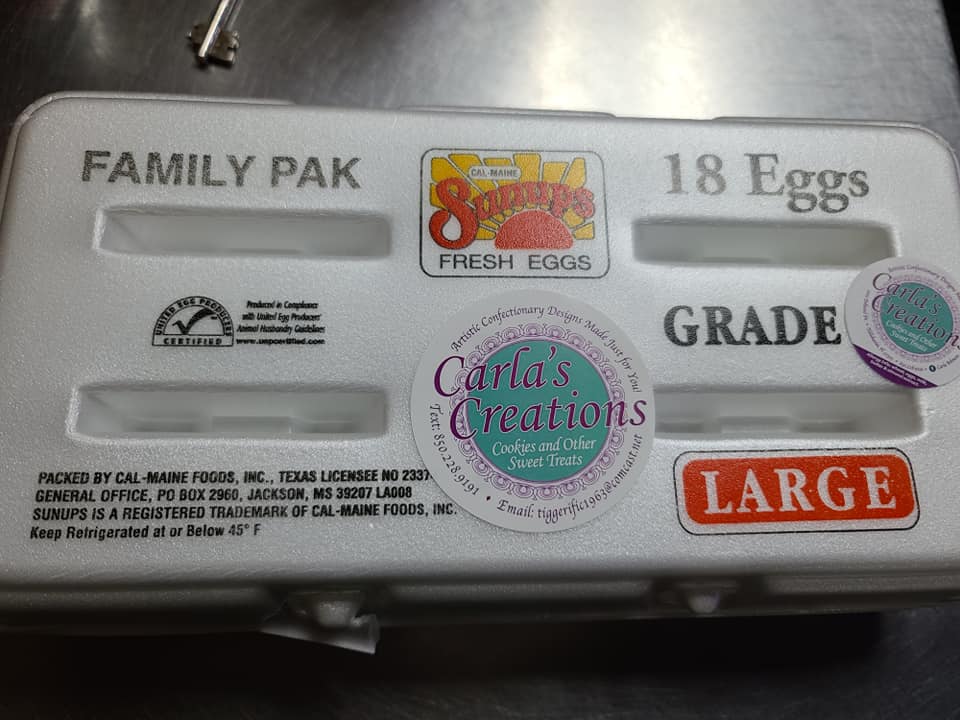 FAMILY PAK
CAL-MAINE
Sunups
FRESH EGGS
18 Eggs
UNITED EGG PRODUCERS
CERTIFIED
Produced in Compliance
with United Egg Producers'
Animal Husbandry Guidelines
www.uepcertified.com
GRADE
Artistic Confectionary Designs Made Just for You!
Carla's
Creations
Cookies and Other
Sweet Treats
Text: 850.228.9191 • Email: tiggerific1963@comcast.net
Artistic Confectionary Designs
Carla's
Creation
Cookies and Other
Sweet Treats
LARGE
PACKED BY CAL-MAINE FOODS, INC., TEXAS LICENSEE NO 2337
GENERAL OFFICE, PO BOX 2960, JACKSON, MS 39207 LA008
SUNUPS IS A REGISTERED TRADEMARK OF CAL-MAINE FOODS, INC.
Keep Refrigerated at or Below 45° F